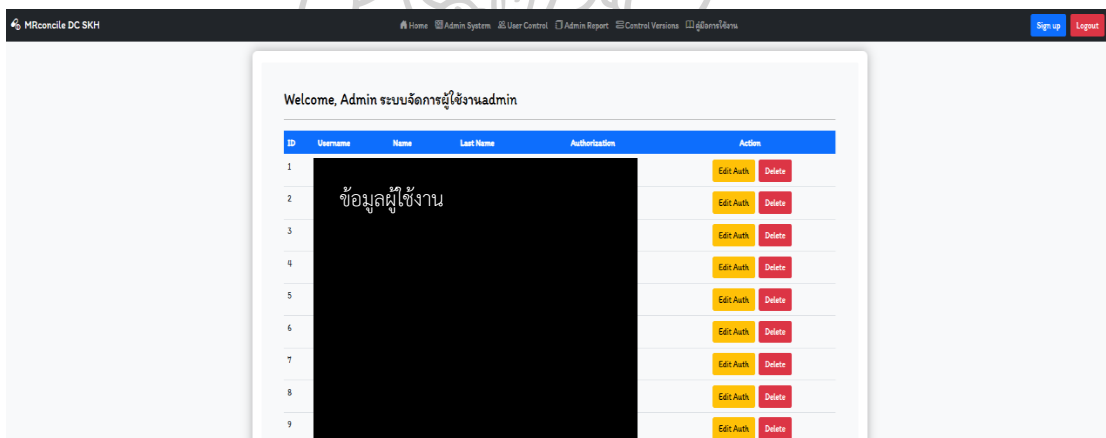 MRconcile DC SKH Home Admin System User Control Admin Report Control Versions คู่มือการใช้งาน Sign up Logout
Welcome, Admin ระบบจัดการผู้ใช้งานadmin
ID Username Name Last Name Authorization Action
1 Edit Auth Delete
ข้อมูลผู้ใช้งาน
2 Edit Auth Delete
3 Edit Auth Delete
4 Edit Auth Delete
5 Edit Auth Delete
6 Edit Auth Delete
7 Edit Auth Delete
8 Edit Auth Delete
9 Edit Auth Delete